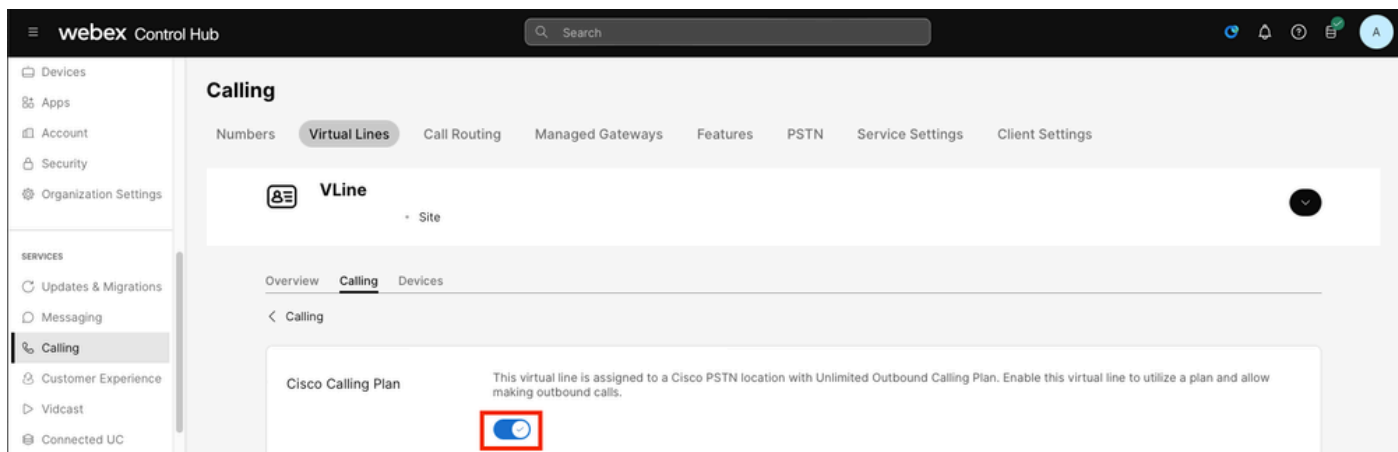 webex Control Hub
Search
A
Devices
Apps
Account
Security
Organization Settings
SERVICES
Updates & Migrations
Messaging
Calling
Customer Experience
Vidcast
Connected UC
Calling
Numbers Virtual Lines Call Routing Managed Gateways Features PSTN Service Settings Client Settings
VLine
• Site
Overview Calling Devices
< Calling
Cisco Calling Plan
This virtual line is assigned to a Cisco PSTN location with Unlimited Outbound Calling Plan. Enable this virtual line to utilize a plan and allow
making outbound calls.